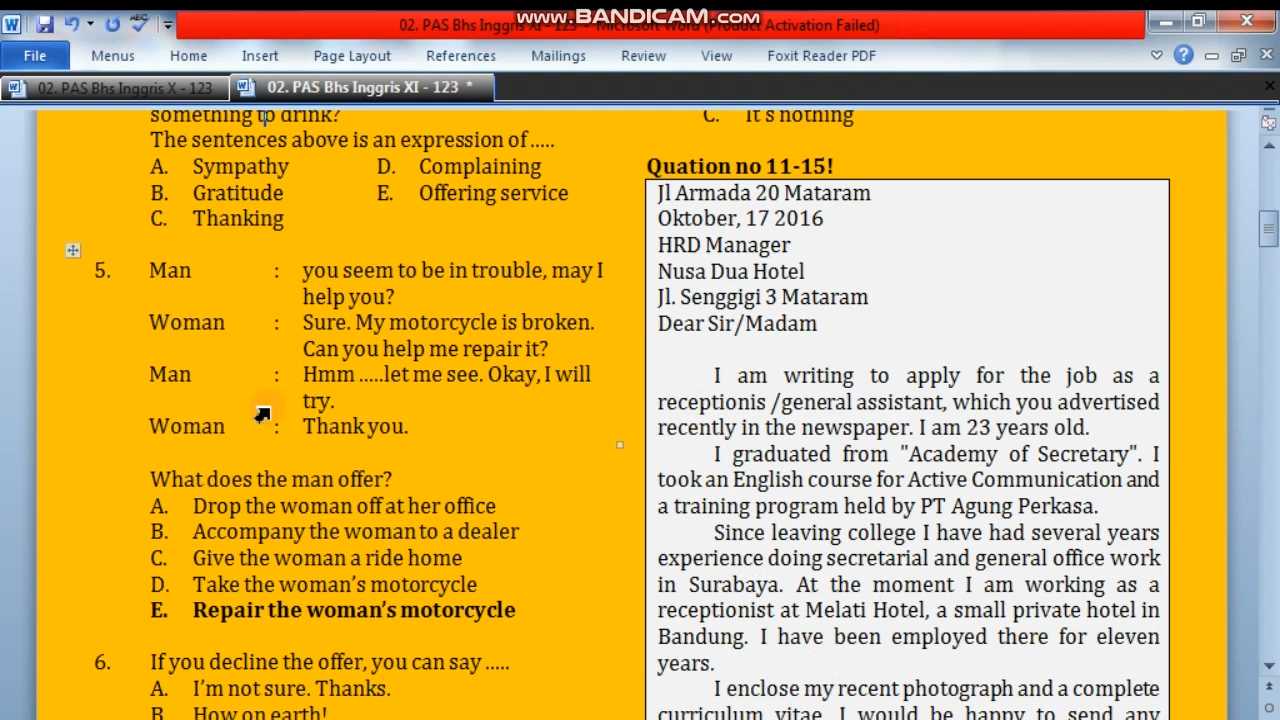 www.BANDICAM.com
02. PAS Bhs Inggris XI - 123 - Microsoft Word (Product Activation Failed)
File Menus Home Insert Page Layout References Mailings Review View Foxit Reader PDF
02. PAS Bhs Inggris X - 123
02. PAS Bhs Inggris XI - 123 *
something to drink?
The sentences above is an expression of .....
A. Sympathy D. Complaining
B. Gratitude E. Offering service
C. Thanking
5. Man : you seem to be in trouble, may I
help you?
Woman : Sure. My motorcycle is broken.
Can you help me repair it?
Man : Hmm .....let me see. Okay, I will
try.
Woman : Thank you.
What does the man offer?
A. Drop the woman off at her office
B. Accompany the woman to a dealer
C. Give the woman a ride home
D. Take the woman's motorcycle
E. Repair the woman's motorcycle
6. If you decline the offer, you can say .....
A. I'm not sure. Thanks.
B. How on earth!
C. It's nothing
Quation no 11-15!
Jl Armada 20 Mataram
Oktober, 17 2016
HRD Manager
Nusa Dua Hotel
Jl. Senggigi 3 Mataram
Dear Sir/Madam
I am writing to apply for the job as a
receptionis /general assistant, which you advertised
recently in the newspaper. I am 23 years old.
I graduated from "Academy of Secretary". I
took an English course for Active Communication and
a training program held by PT Agung Perkasa.
Since leaving college I have had several years
experience doing secretarial and general office work
in Surabaya. At the moment I am working as a
receptionist at Melati Hotel, a small private hotel in
Bandung. I have been employed there for eleven
years.
I enclose my recent photograph and a complete
curriculum vitae. I would be happy to send any